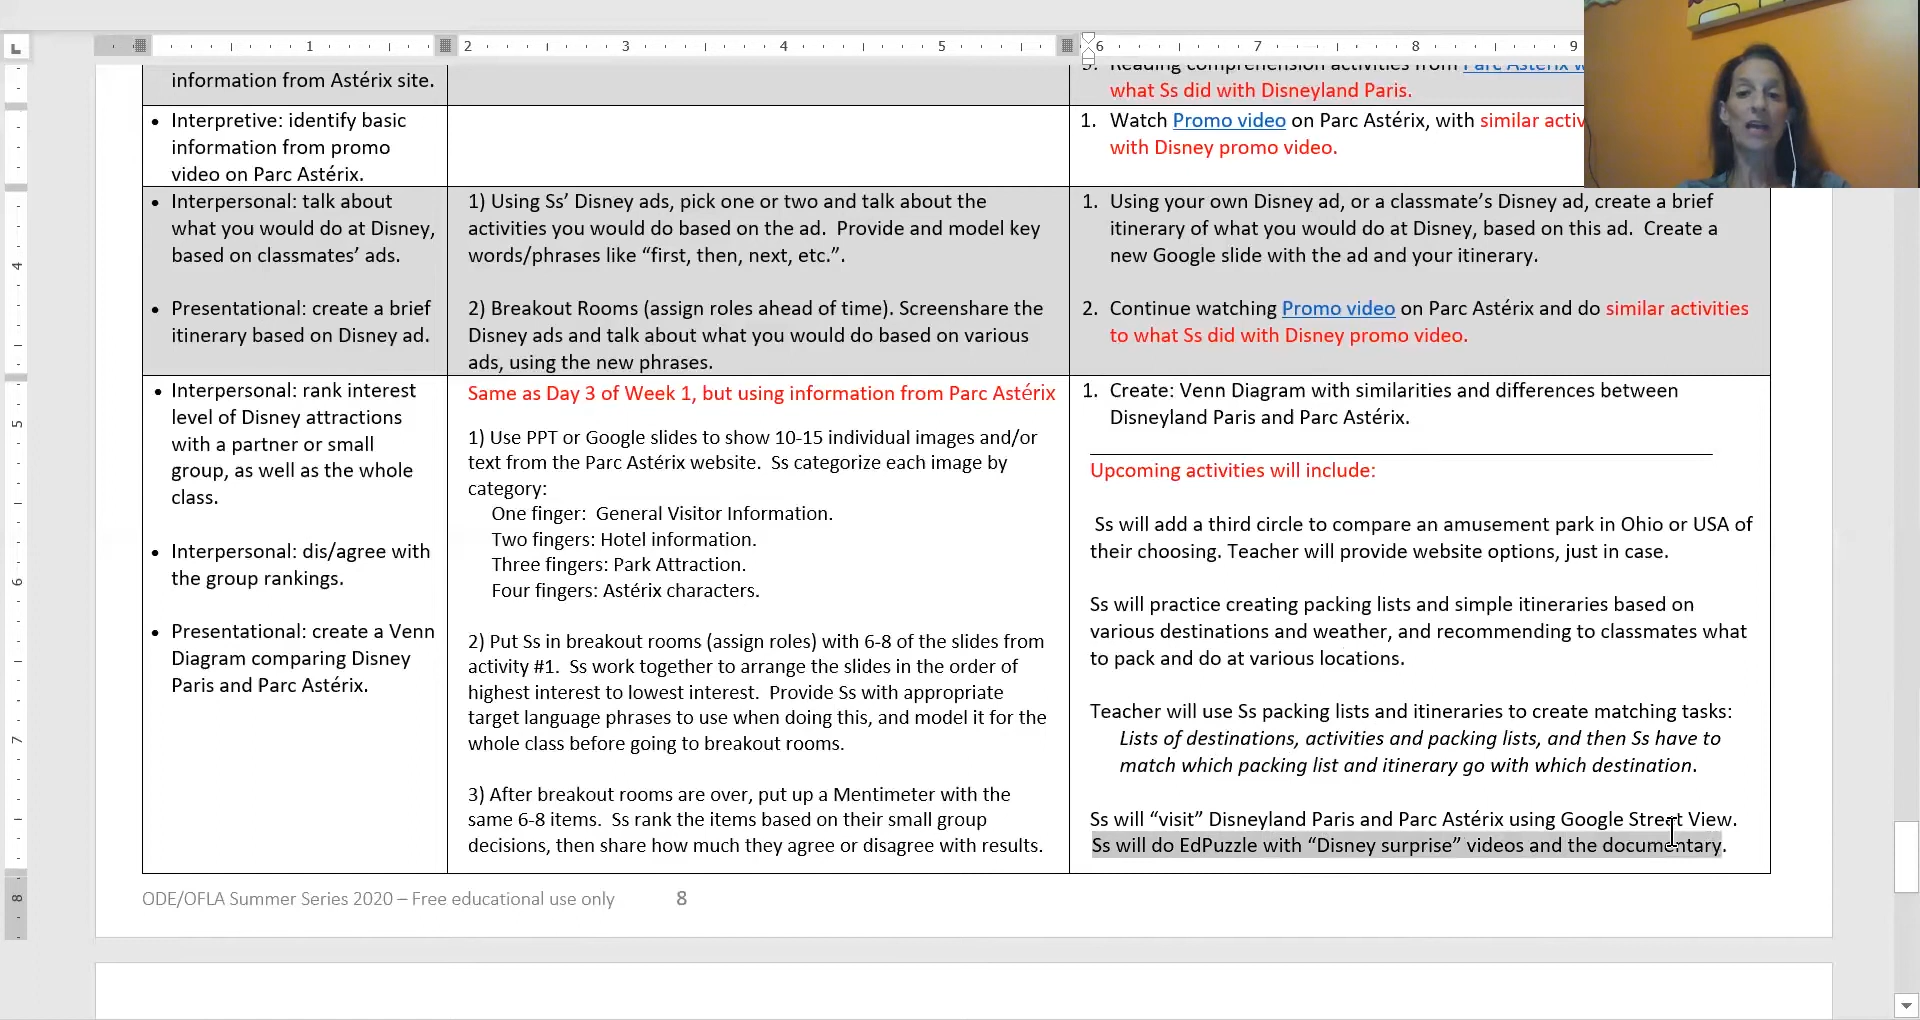 1 2 3 4 5 6 7 8 9
information from Astérix site.
3. Reading comprehension activities from Parc Astérix
what Ss did with Disneyland Paris.
• Interpretive: identify basic
information from promo
video on Parc Astérix.
1. Watch Promo video on Parc Astérix, with similar
with Disney promo video.
• Interpersonal: talk about
what you would do at Disney,
based on classmates’ ads.
• Presentational: create a brief
itinerary based on Disney ad.
1) Using Ss’ Disney ads, pick one or two and talk about the
activities you would do based on the ad. Provide and model key
words/phrases like “first, then, next, etc.”.
2) Breakout Rooms (assign roles ahead of time). Screenshare the
Disney ads and talk about what you would do based on various
ads, using the new phrases.
1. Using your own Disney ad, or a classmate’s Disney ad, create a brief
itinerary of what you would do at Disney, based on this ad. Create a
new Google slide with the ad and your itinerary.
2. Continue watching Promo video on Parc Astérix and do similar activities
to what Ss did with Disney promo video.
• Interpersonal: rank interest
level of Disney attractions
with a partner or small
group, as well as the whole
class.
• Interpersonal: dis/agree with
the group rankings.
• Presentational: create a Venn
Diagram comparing Disney
Paris and Parc Astérix.
Same as Day 3 of Week 1, but using information from Parc Astérix
1) Use PPT or Google slides to show 10-15 individual images and/or
text from the Parc Astérix website. Ss categorize each image by
category:
One finger: General Visitor Information.
Two fingers: Hotel information.
Three fingers: Park Attraction.
Four fingers: Astérix characters.
2) Put Ss in breakout rooms (assign roles) with 6-8 of the slides from
activity #1. Ss work together to arrange the slides in the order of
highest interest to lowest interest. Provide Ss with appropriate
target language phrases to use when doing this, and model it for the
whole class before going to breakout rooms.
3) After breakout rooms are over, put up a Mentimeter with the
same 6-8 items. Ss rank the items based on their small group
decisions, then share how much they agree or disagree with results.
1. Create: Venn Diagram with similarities and differences between
Disneyland Paris and Parc Astérix.
Upcoming activities will include:
Ss will add a third circle to compare an amusement park in Ohio or USA of
their choosing. Teacher will provide website options, just in case.
Ss will practice creating packing lists and simple itineraries based on
various destinations and weather, and recommending to classmates what
to pack and do at various locations.
Teacher will use Ss packing lists and itineraries to create matching tasks:
Lists of destinations, activities and packing lists, and then Ss have to
match which packing list and itinerary go with which destination.
Ss will “visit” Disneyland Paris and Parc Astérix using Google Street View.
Ss will do EdPuzzle with “Disney surprise” videos and the documentary.
ODE/OFLA Summer Series 2020 – Free educational use only 8
4
5
6
7
8